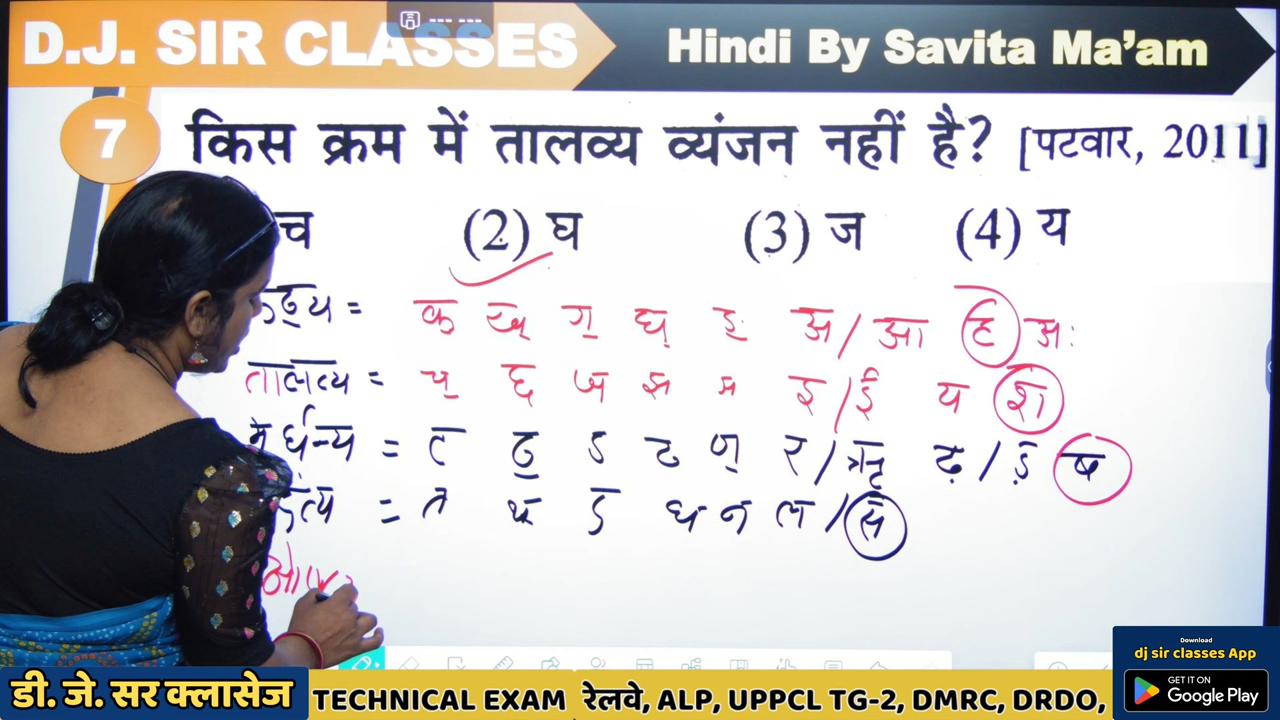 D.J. SIR CLASSES
Hindi By Savita Ma’am
7 किस क्रम में तालव्य व्यंजन नहीं है? [पटवार, 2011]
च (2) घ (3) ज (4) य
= क ख् ग् घ् अ / आ ह अः
तालव्य = च् छ् ज इ / ई य श
= ट ठ् ड ढ ण् र / ऋ ढ़ / ड़ ष
= त थ द ध न ल / स
Download
dj sir classes App
GET IT ON
Google Play
डी. जे. सर क्लासेज
TECHNICAL EXAM रेलवे, ALP, UPPCL TG-2, DMRC, DRDO,